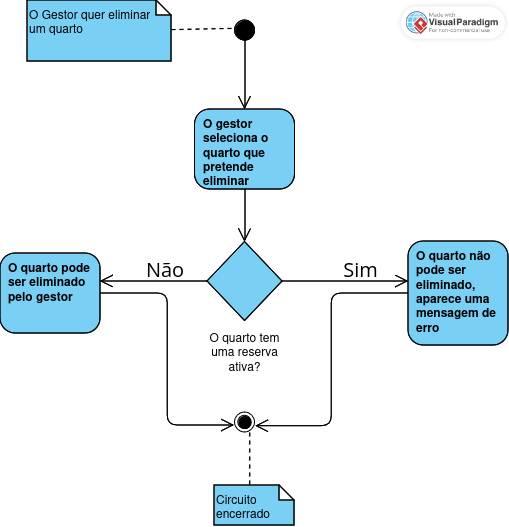 O Gestor quer eliminar
um quarto
Made with
VisualParadigm
For non-commercial use
O gestor
seleciona o
quarto que
pretende
eliminar
Não
Sim
O quarto pode
ser eliminado
pelo gestor
O quarto não
pode ser
eliminado,
aparece uma
mensagem de
erro
O quarto tem
uma reserva
ativa?
Circuito
encerrado